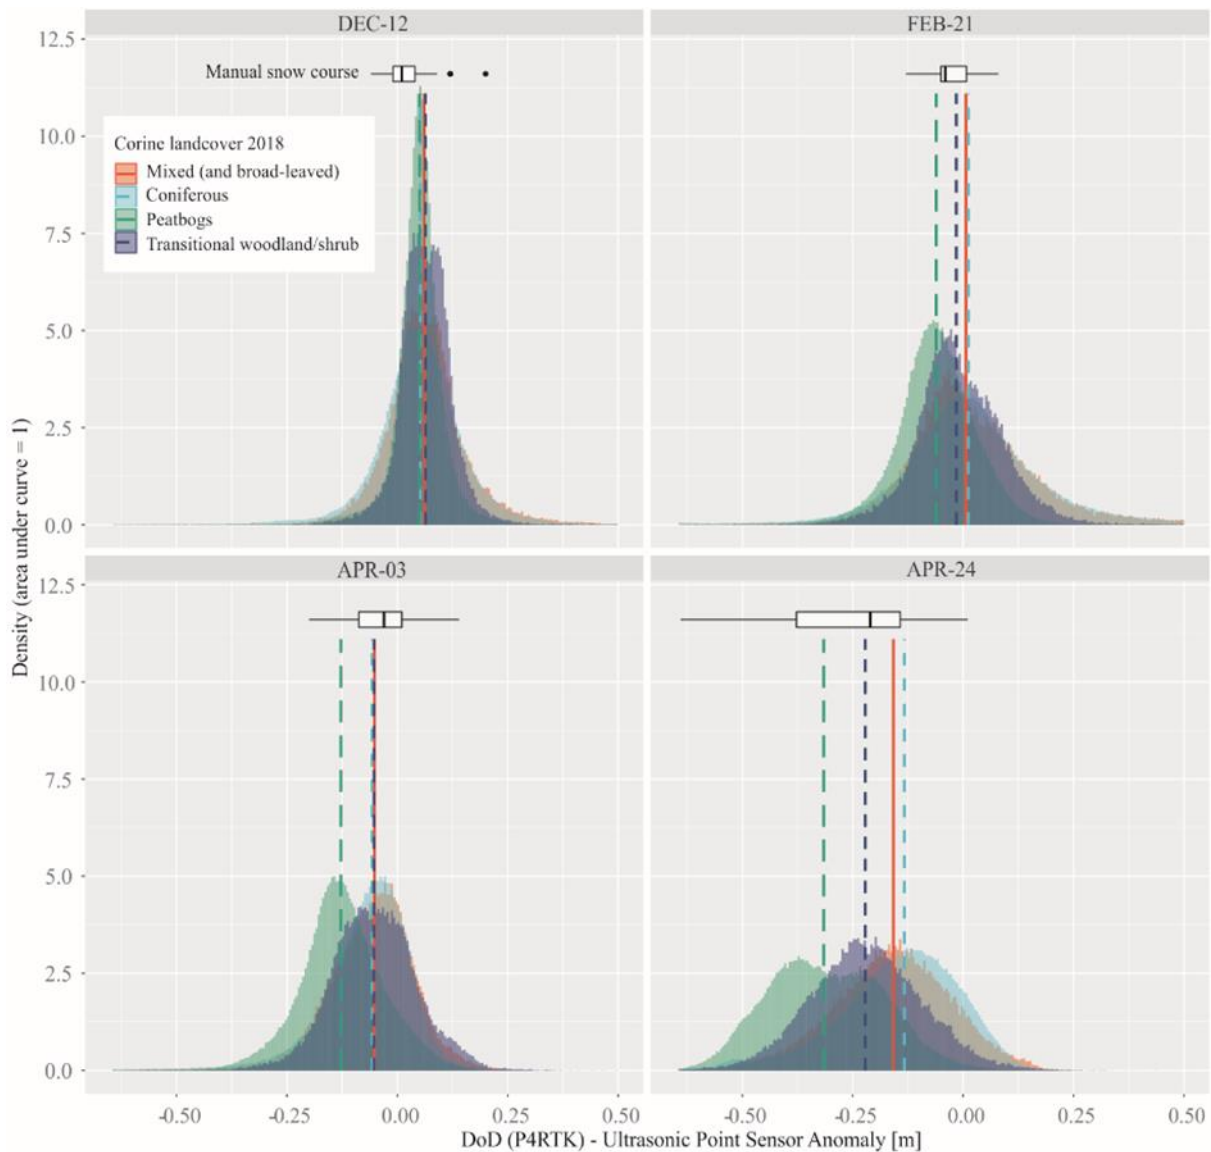 DEC-12
FEB-21
12.5
Manual snow course
10.0
Corine landcover 2018
Mixed (and broad-leaved)
Coniferous
Peatbogs
Transitional woodland/shrub
7.5
5.0
2.5
0.0
APR-03
APR-24
12.5
10.0
7.5
5.0
2.5
0.0
Density (area under curve = 1)
-0.50 -0.25 0.00 0.25 0.50 -0.50 -0.25 0.00 0.25 0.50
DoD (P4RTK) - Ultrasonic Point Sensor Anomaly [m]